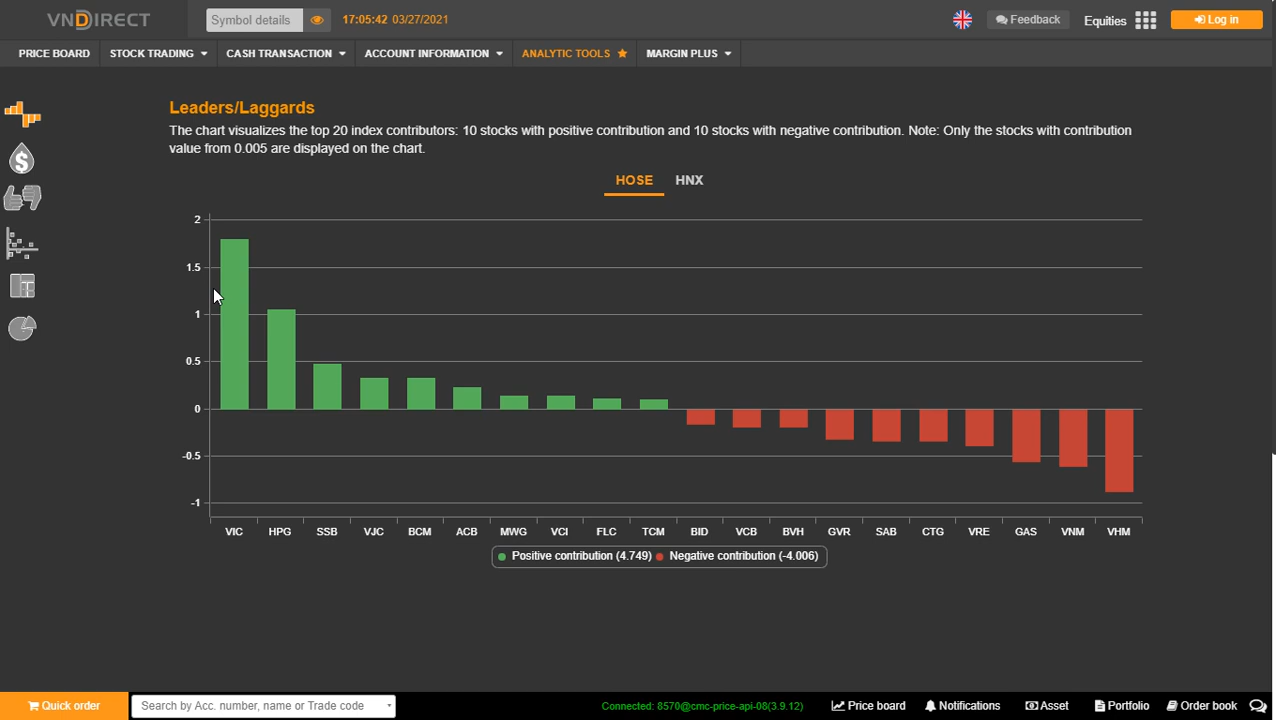 VNDIRECT
Symbol details
17:05:42 03/27/2021
Feedback
Equities
Log in
PRICE BOARD
STOCK TRADING
CASH TRANSACTION
ACCOUNT INFORMATION
ANALYTIC TOOLS
MARGIN PLUS
Leaders/Laggards
The chart visualizes the top 20 index contributors: 10 stocks with positive contribution and 10 stocks with negative contribution. Note: Only the stocks with contribution
value from 0.005 are displayed on the chart.
HOSE HNX
2
1.5
1
0.5
0
-0.5
-1
VIC HPG SSB VJC BCM ACB MWG VCI FLC TCM BID VCB BVH GVR SAB CTG VRE GAS VNM VHM
Positive contribution (4.749) Negative contribution (-4.006)
Quick order
Search by Acc. number, name or Trade code
Connected: 8570@cmc-price-api-08(3.9.12)
Price board
Notifications
Asset
Portfolio
Order book